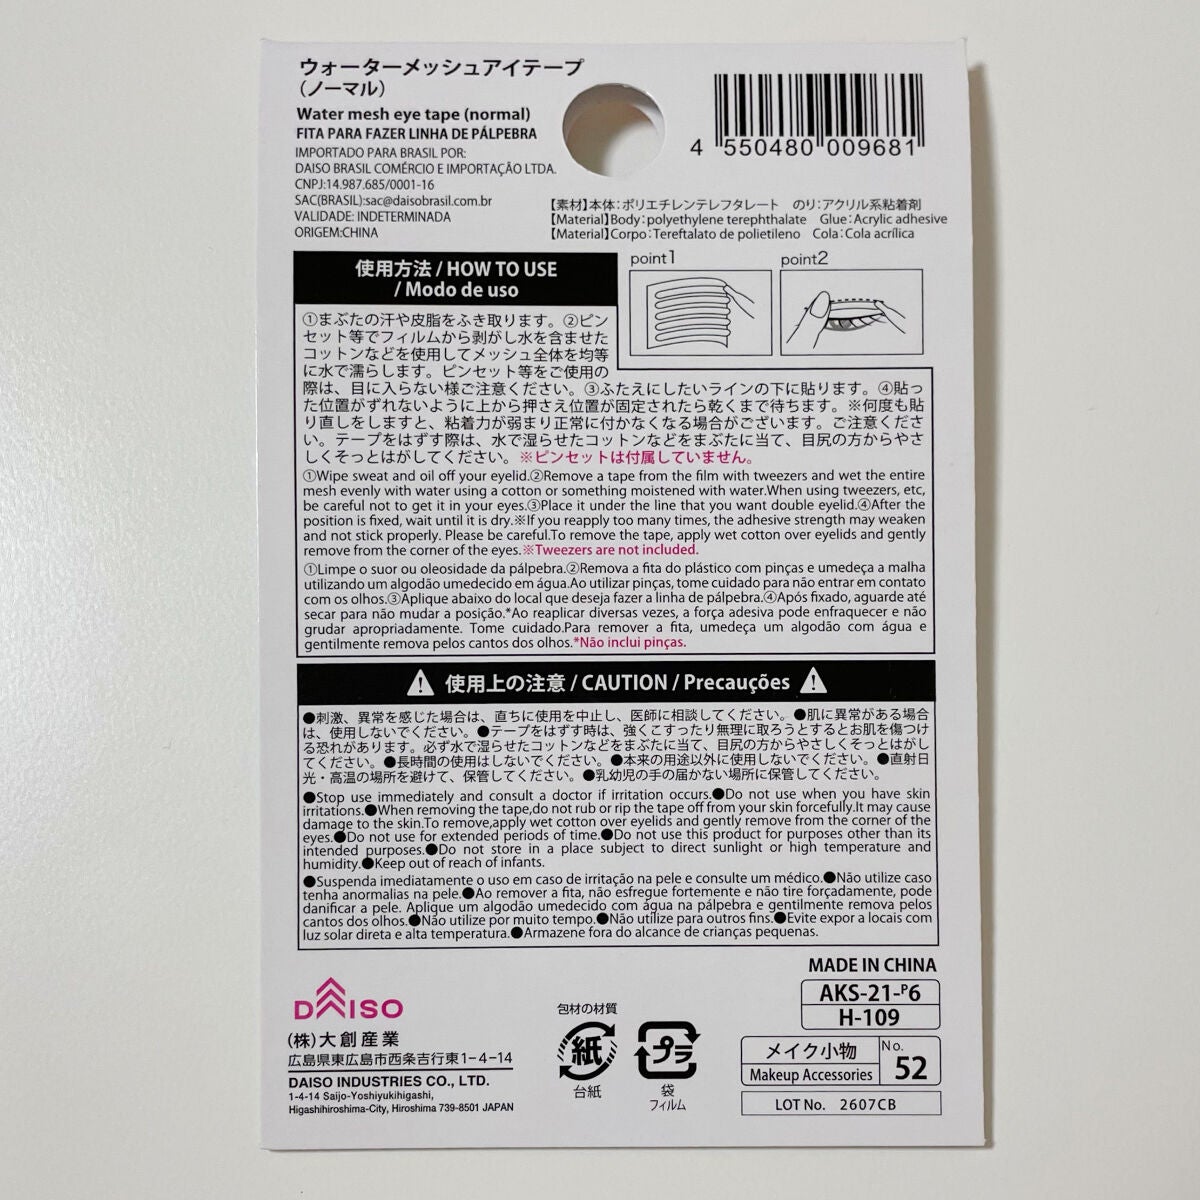 ウォーターメッシュアイテープ
（ノーマル）
Water mesh eye tape (normal)
FITA PARA FAZER LINHA DE PÁLPEBRA
IMPORTADO PARA BRASIL POR:
DAISO BRASIL COMÉRCIO E IMPORTAÇÃO LTDA.
CNPJ:14.987.685/0001-16
SAC(BRASIL):sac@daisobrasil.com.br
VALIDADE: INDETERMINADA
ORIGEM:CHINA
4 550480 009681
【素材】本体：ポリエチレンテレフタレート　のり：アクリル系粘着剤
【Material】Body：polyethylene terephthalate　Glue：Acrylic adhesive
【Material】Corpo：Tereftalato de polietileno　Cola：Cola acrílica
使用方法 / HOW TO USE
/ Modo de uso
point1
point2
①まぶたの汗や皮脂をふき取ります。②ピン
セット等でフィルムから剥がし水を含ませた
コットンなどを使用してメッシュ全体を均等
に水で濡らします。ピンセット等をご使用の
際は、目に入らない様ご注意ください。③ふたえにしたいラインの下に貼ります。④貼っ
た位置がずれないように上から押さえ位置が固定されたら乾くまで待ちます。※何度も貼
り直しをしますと、粘着力が弱まり正常に付かなくなる場合がございます。ご注意くださ
い。テープをはずす際は、水で湿らせたコットンなどをまぶたに当て、目尻の方からやさ
しくそっとはがしてください。※ピンセットは付属していません。
①Wipe sweat and oil off your eyelid.②Remove a tape from the film with tweezers and wet the entire
mesh evenly with water using a cotton or something moistened with water.When using tweezers, etc,
be careful not to get it in your eyes.③Place it under the line that you want double eyelid.④After the
position is fixed, wait until it is dry.※If you reapply too many times, the adhesive strength may weaken
and not stick properly. Please be careful.To remove the tape, apply wet cotton over eyelids and gently
remove from the corner of the eyes.※Tweezers are not included.
①Limpe o suor ou oleosidade da pálpebra.②Remova a fita do plástico com pinças e umedeça a malha
utilizando um algodão umedecido em água.Ao utilizar pinças, tome cuidado para não entrar em contato
com os olhos.③Aplique abaixo do local que deseja fazer a linha de pálpebra.④Após fixado, aguarde até
secar para não mudar a posição.*Ao reaplicar diversas vezes, a força adesiva pode enfraquecer e não
grudar apropriadamente. Tome cuidado.Para remover a fita, umedeça um algodão com água e
gentilmente remova pelos cantos dos olhos.*Não inclui pinças.
使用上の注意 / CAUTION / Precauções
●刺激、異常を感じた場合は、直ちに使用を中止し、医師に相談してください。●肌に異常がある場合
は、使用しないでください。●テープをはずす時は、強くこすったり無理に取ろうとするとお肌を傷つけ
る恐れがあります。必ず水で湿らせたコットンなどをまぶたに当て、目尻の方からやさしくそっとはがし
てください。●長時間の使用はしないでください。●本来の用途以外に使用しないでください。●直射日
光・高温の場所を避けて、保管してください。●乳幼児の手の届かない場所に保管してください。
●Stop use immediately and consult a doctor if irritation occurs.●Do not use when you have skin
irritations.●When removing the tape,do not rub or rip the tape off from your skin forcefully.It may cause
damage to the skin.To remove,apply wet cotton over eyelids and gently remove from the corner of the
eyes.●Do not use for extended periods of time.●Do not use this product for purposes other than its
intended purposes.●Do not store in a place subject to direct sunlight or high temperature and
humidity.●Keep out of reach of infants.
●Suspenda imediatamente o uso em caso de irritação na pele e consulte um médico.●Não utilize caso
tenha anormalias na pele.●Ao remover a fita, não esfregue fortemente e não tire forçadamente, pode
danificar a pele. Aplique um algodão umedecido com água na pálpebra e gentilmente remova pelos
cantos dos olhos.●Não utilize por muito tempo.●Não utilize para outros fins.●Evite expor a locais com
luz solar direta e alta temperatura.●Armazene fora do alcance de crianças pequenas.
MADE IN CHINA
AKS-21-P6
H-109
DAISO
（株）大創産業
広島県東広島市西条吉行東1-4-14
DAISO INDUSTRIES CO., LTD.
1-4-14 Saijo-Yoshiyukihigashi,
Higashihiroshima-City, Hiroshima 739-8501 JAPAN
包材の材質
紙
台紙
プラ
袋
フィルム
メイク小物
Makeup Accessories
No.
52
LOT No. 2607CB